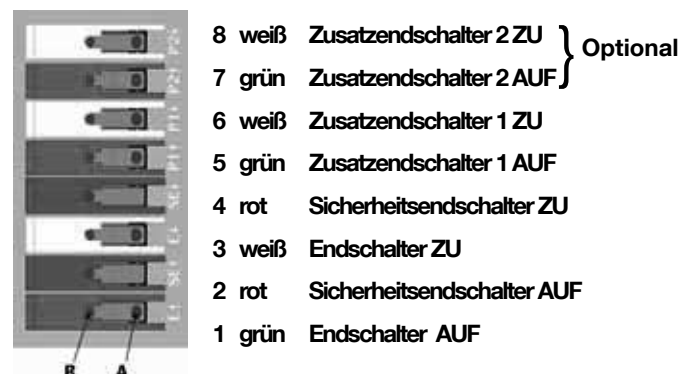 8 weiß Zusatzendschalter 2 ZU
7 grün Zusatzendschalter 2 AUF
Optional
6 weiß Zusatzendschalter 1 ZU
5 grün Zusatzendschalter 1 AUF
4 rot Sicherheitsendschalter ZU
3 weiß Endschalter ZU
2 rot Sicherheitsendschalter AUF
1 grün Endschalter AUF
B A